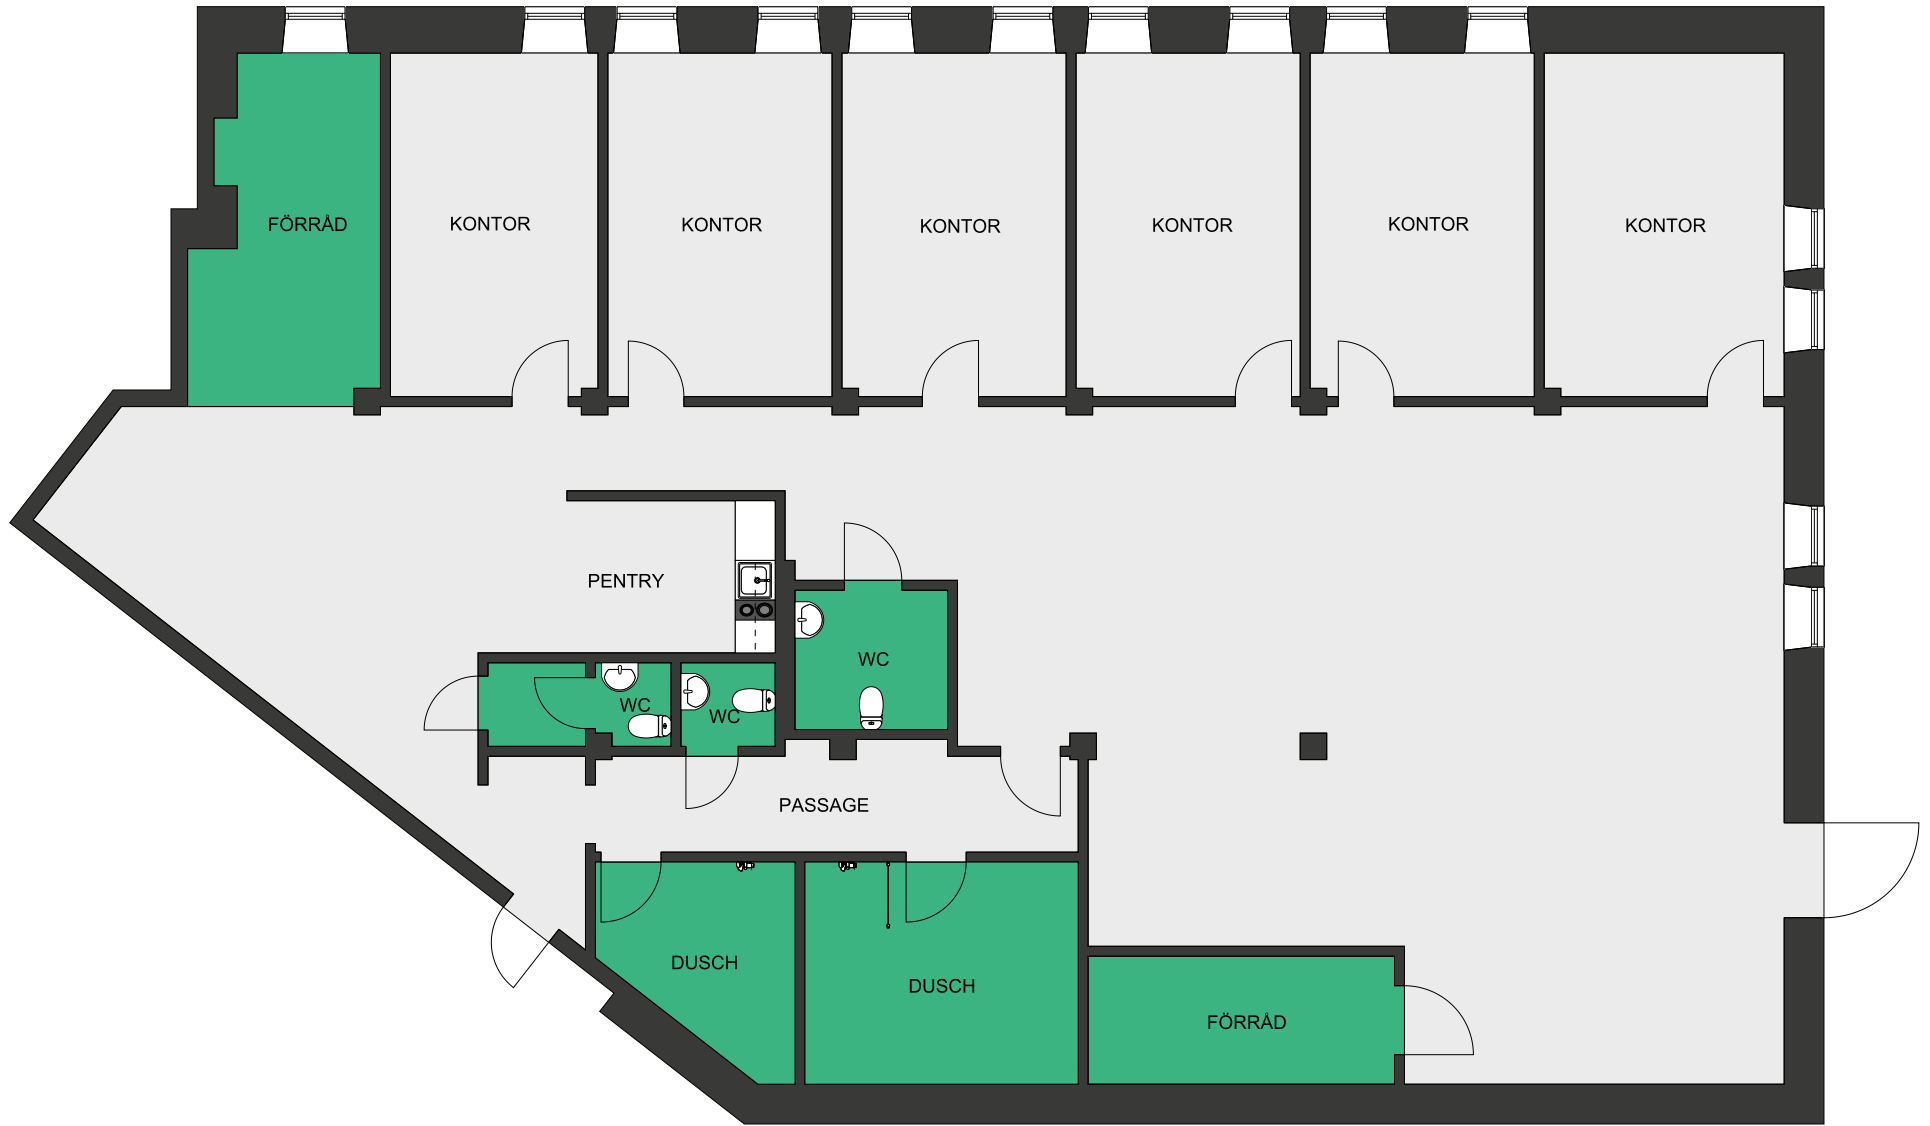 FÖRRÅD
KONTOR
KONTOR
KONTOR
KONTOR
KONTOR
KONTOR
PENTRY
WC
WC
WC
PASSAGE
DUSCH
DUSCH
FÖRRÅD